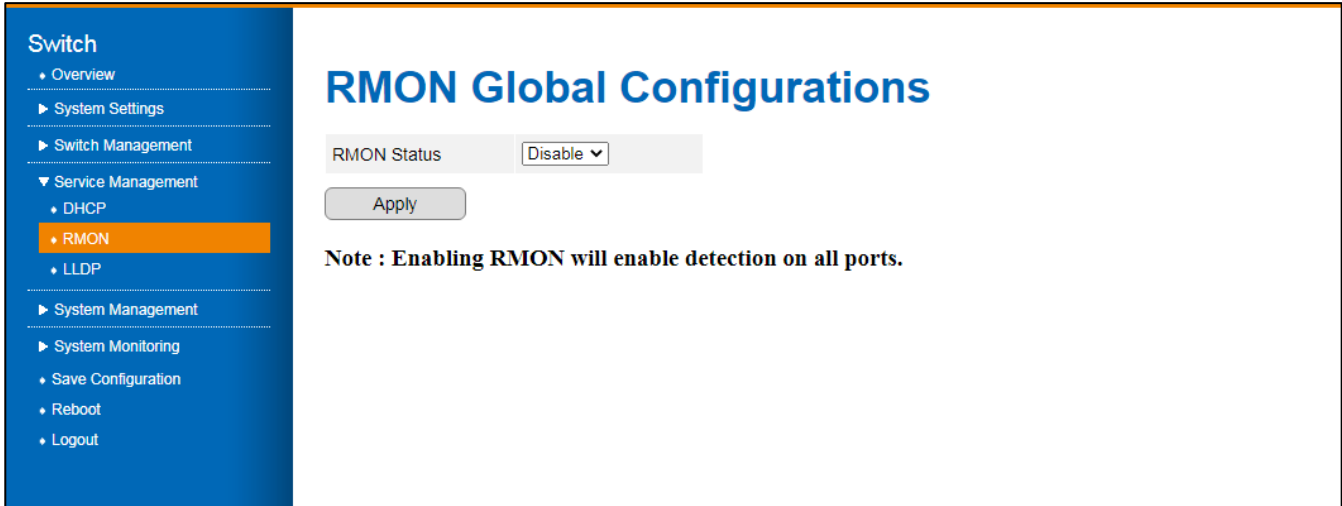 Switch
Overview
System Settings
Switch Management
Service Management
DHCP
RMON
LLDP
System Management
System Monitoring
Save Configuration
Reboot
Logout
RMON Global Configurations
RMON Status Disable
Apply
Note : Enabling RMON will enable detection on all ports.